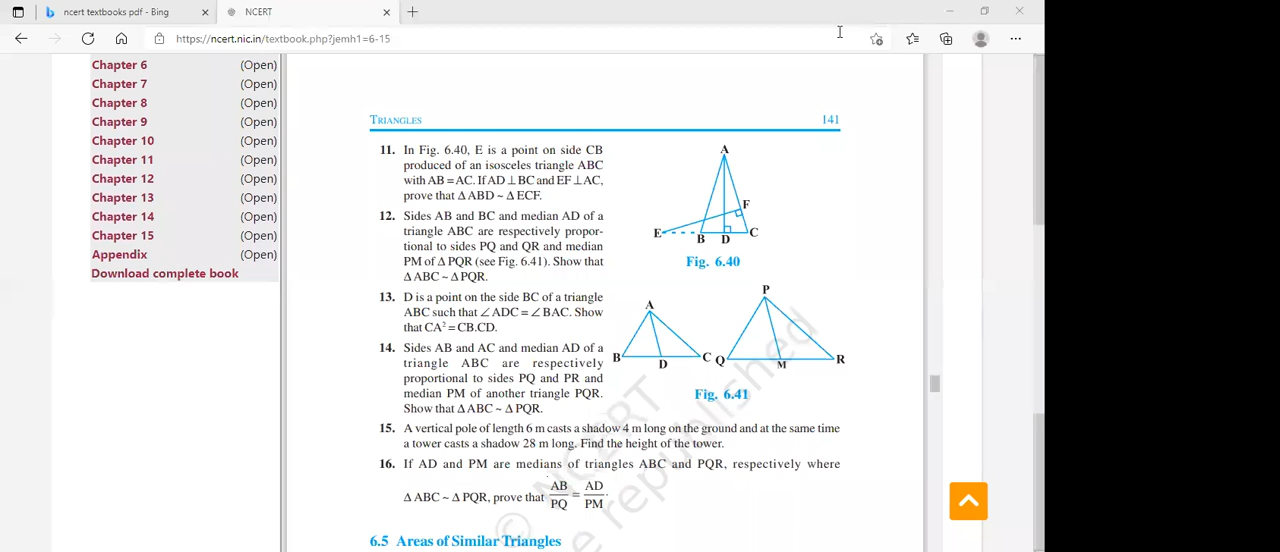 ncert textbooks pdf - Bing
NCERT
https://ncert.nic.in/textbook.php?jemh1=6-15
Chapter 6 (Open)
Chapter 7 (Open)
Chapter 8 (Open)
Chapter 9 (Open)
Chapter 10 (Open)
Chapter 11 (Open)
Chapter 12 (Open)
Chapter 13 (Open)
Chapter 14 (Open)
Chapter 15 (Open)
Appendix (Open)
Download complete book
TRIANGLES 141
11. In Fig. 6.40, E is a point on side CB
produced of an isosceles triangle ABC
with AB = AC. If AD ⊥ BC and EF ⊥ AC,
prove that Δ ABD ~ Δ ECF.
12. Sides AB and BC and median AD of a
triangle ABC are respectively propor-
tional to sides PQ and QR and median
PM of Δ PQR (see Fig. 6.41). Show that
Δ ABC ~ Δ PQR.
13. D is a point on the side BC of a triangle
ABC such that ∠ ADC = ∠ BAC. Show
that CA² = CB.CD.
14. Sides AB and AC and median AD of a
triangle ABC are respectively
proportional to sides PQ and PR and
median PM of another triangle PQR.
Show that Δ ABC ~ Δ PQR.
A
F
E B D C
Fig. 6.40
A P
B D C Q M R
Fig. 6.41
15. A vertical pole of length 6 m casts a shadow 4 m long on the ground and at the same time
a tower casts a shadow 28 m long. Find the height of the tower.
16. If AD and PM are medians of triangles ABC and PQR, respectively where
Δ ABC ~ Δ PQR, prove that AB/PQ = AD/PM.
6.5 Areas of Similar Triangles
© NCERT
be republished